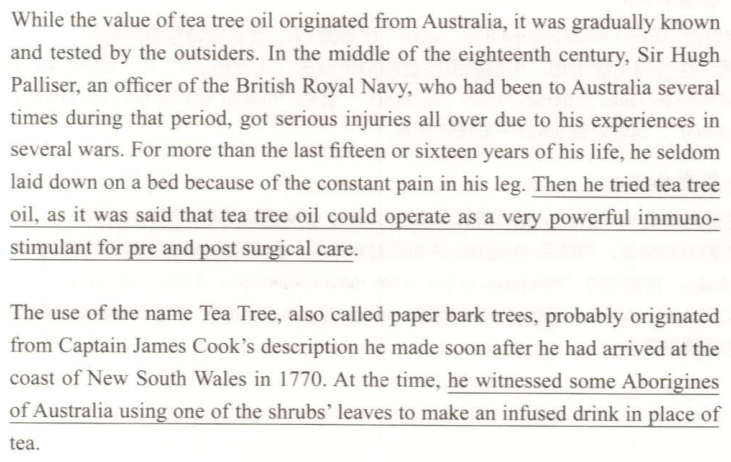 While the value of tea tree oil originated from Australia, it was gradually known
and tested by the outsiders. In the middle of the eighteenth century, Sir Hugh
Palliser, an officer of the British Royal Navy, who had been to Australia several
times during that period, got serious injuries all over due to his experiences in
several wars. For more than the last fifteen or sixteen years of his life, he seldom
laid down on a bed because of the constant pain in his leg. Then he tried tea tree
oil, as it was said that tea tree oil could operate as a very powerful immuno-
stimulant for pre and post surgical care.
The use of the name Tea Tree, also called paper bark trees, probably originated
from Captain James Cook's description he made soon after he had arrived at the
coast of New South Wales in 1770. At the time, he witnessed some Aborigines
of Australia using one of the shrubs' leaves to make an infused drink in place of
tea.